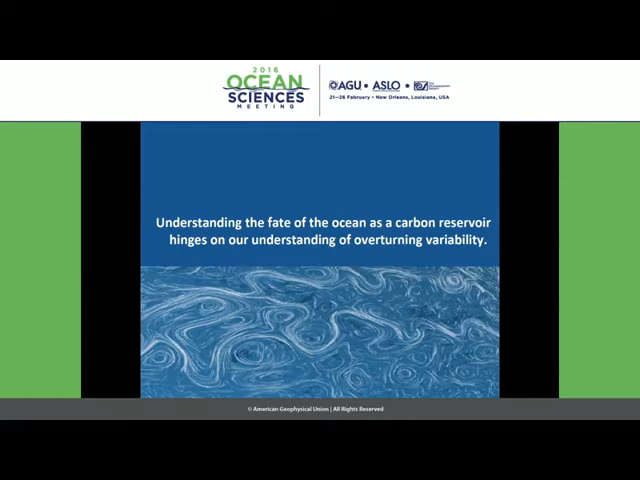 2016
OCEAN
SCIENCES
MEETING
AGU • ASLO •
21–26 February • New Orleans, Louisiana, USA
Understanding the fate of the ocean as a carbon reservoir
hinges on our understanding of overturning variability.
© American Geophysical Union | All Rights Reserved